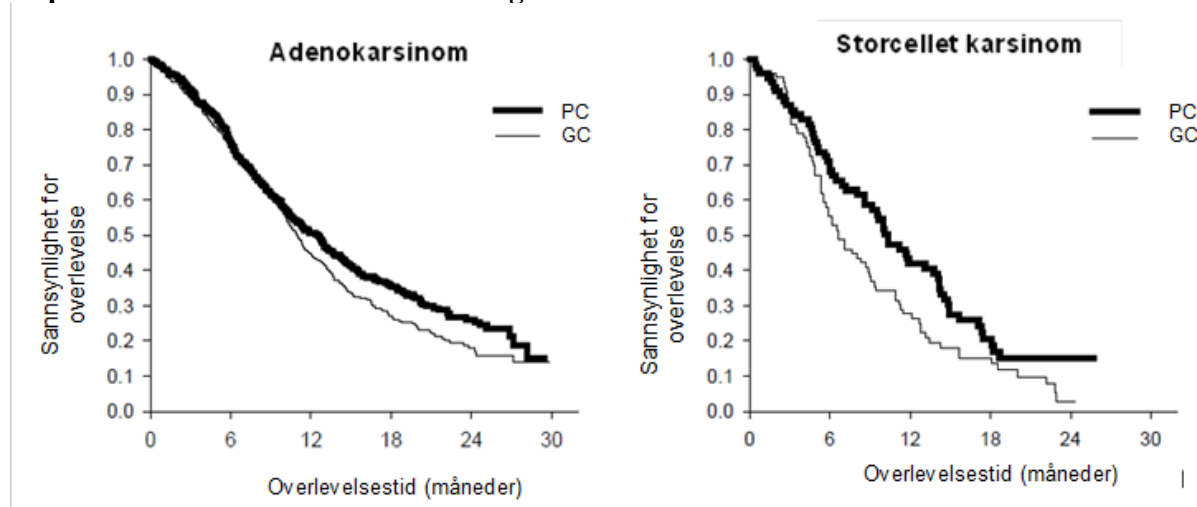 Adenokarsinom
1.0
0.9
0.8
0.7
0.6
0.5
0.4
0.3
0.2
0.1
0.0
Sannsynlighet for
overlevelse
PC
GC
0 6 12 18 24 30
Overlevelsestid (måneder)
Storcellet karsinom
1.0
0.9
0.8
0.7
0.6
0.5
0.4
0.3
0.2
0.1
0.0
Sannsynlighet for
overlevelse
PC
GC
0 6 12 18 24 30
Overlevelsestid (måneder)